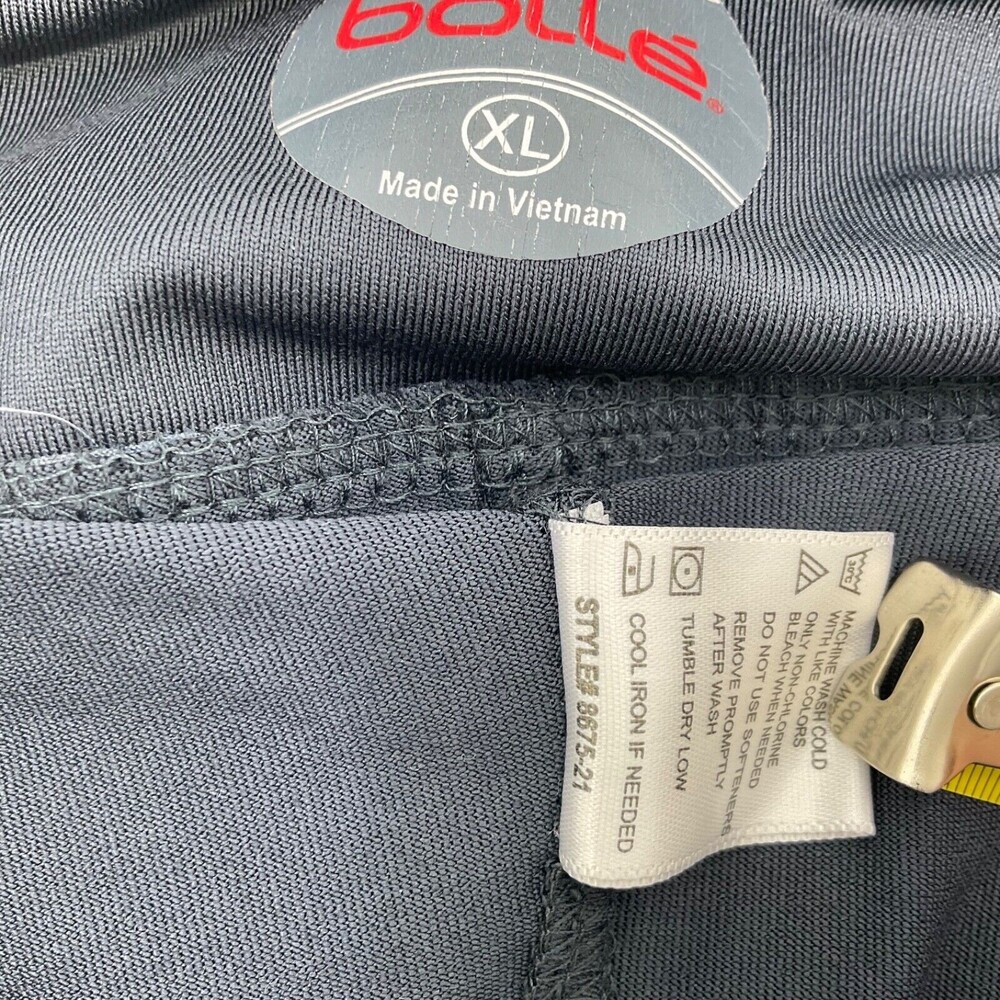 bollé®
XL
Made in Vietnam
30°C
MACHINE WASH COLD
WITH LIKE COLORS
ONLY NON-CHLORINE
BLEACH WHEN NEEDED
DO NOT USE SOFTENERS
REMOVE PROMPTLY
AFTER WASH
TUMBLE DRY LOW
COOL IRON IF NEEDED
STYLE# 8675-21